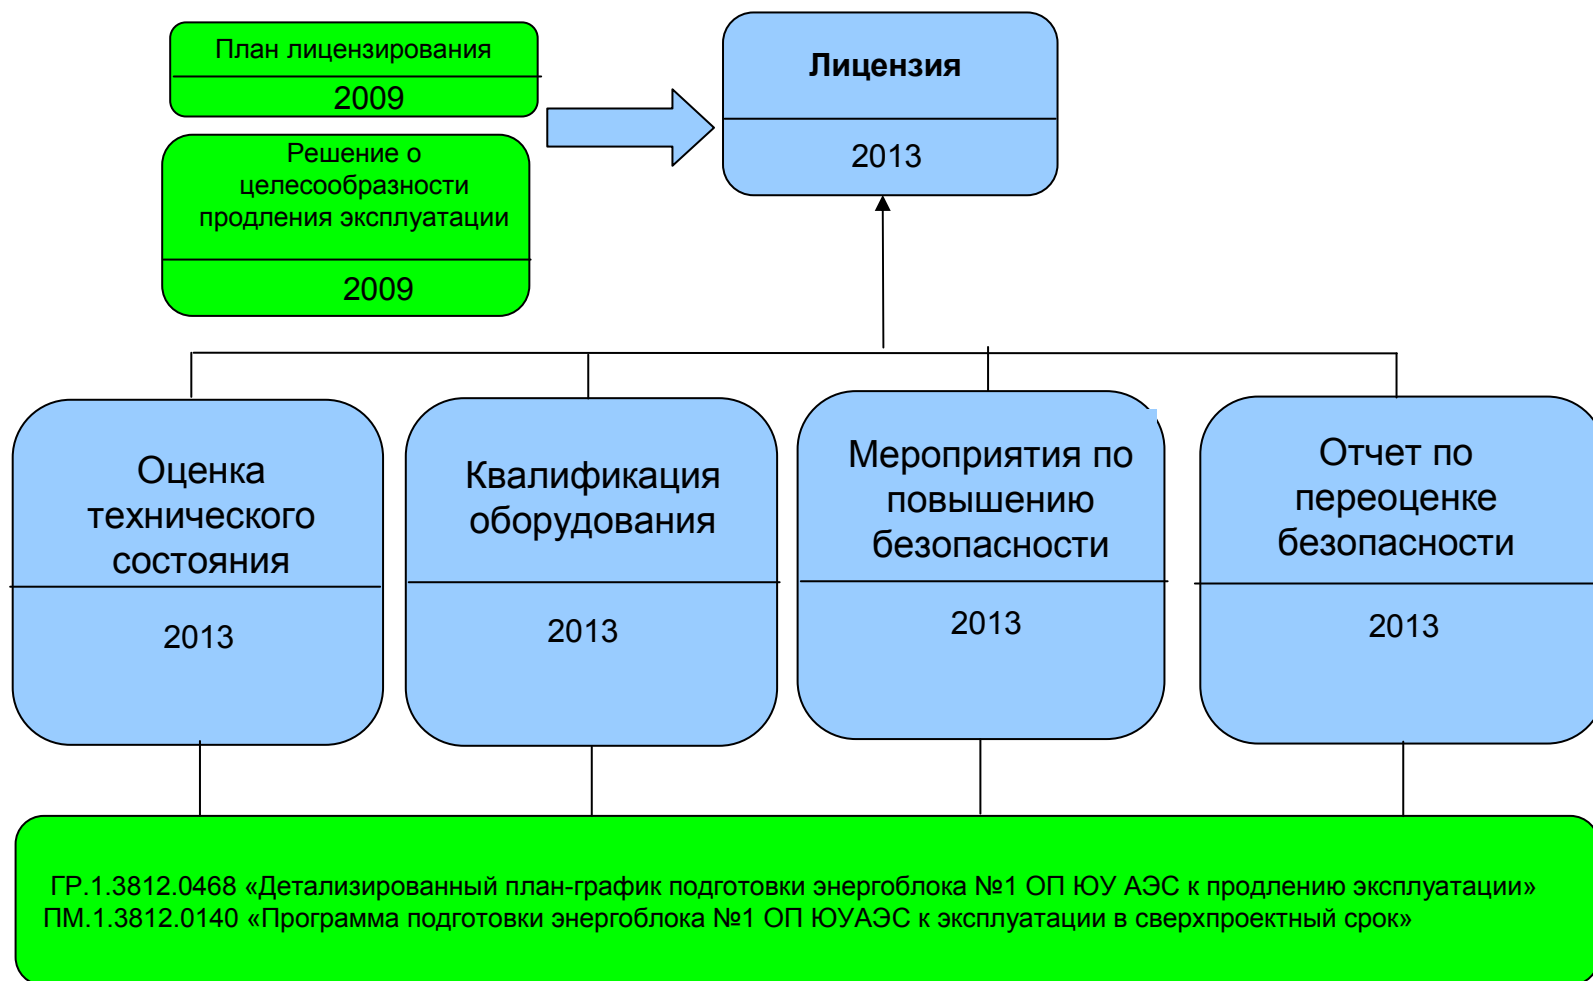 План лицензирования
2009
Решение о
целесообразности
продления эксплуатации
2009
Лицензия
2013
Оценка
технического
состояния
2013
Квалификация
оборудования
2013
Мероприятия по
повышению
безопасности
2013
Отчет по
переоценке
безопасности
2013
ГР.1.3812.0468 «Детализированный план-график подготовки энергоблока №1 ОП ЮУ АЭС к продлению эксплуатации»
ПМ.1.3812.0140 «Программа подготовки энергоблока №1 ОП ЮУАЭС к эксплуатации в сверхпроектный срок»